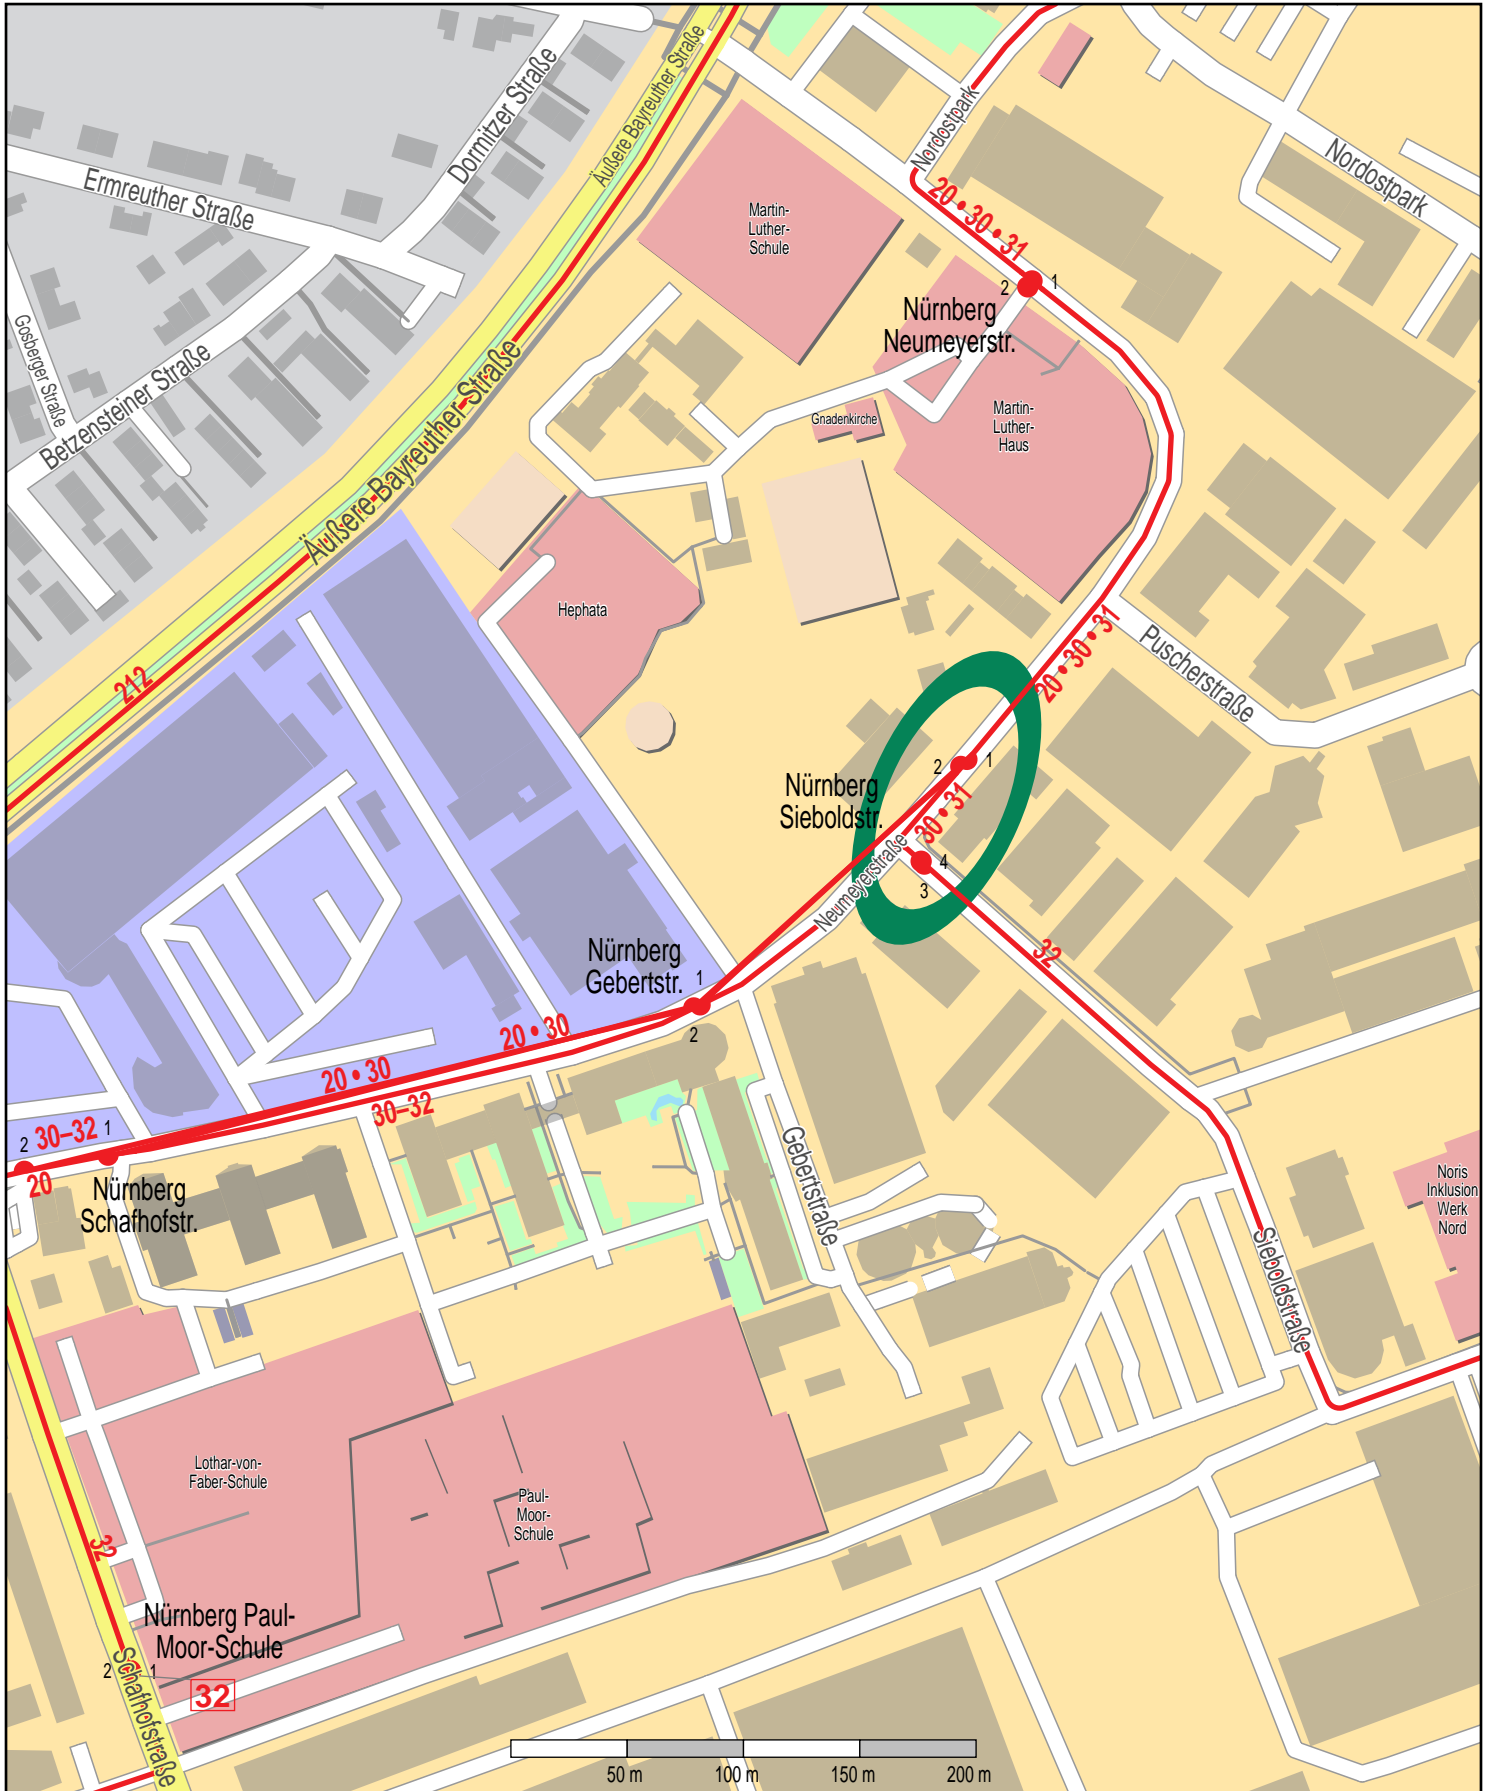 Äußere Bayreuther Straße
Dormitzer Straße
Ermreuther Straße
Nordostpark
Nordostpark
Martin-
Luther-
Schule
20 • 30 • 31
2
1
Nürnberg
Neumeyerstr.
Gosberger Straße
Betzensteiner Straße
Äußere Bayreuther Straße
Gnadenkirche
Martin-
Luther-
Haus
Hephata
20 • 30 • 31
Puscherstraße
212
2
1
Nürnberg
Sieboldstr.
30 • 31
Neumeyerstraße
4
3
32
Nürnberg
Gebertstr.
1
2
20 • 30
20 • 30
30–32
2
30–32
1
20
Nürnberg
Schafhofstr.
Gebertstraße
Noris
Inklusion
Werk
Nord
Sieboldstraße
Lothar-von-
Faber-Schule
Paul-
Moor-
Schule
32
Nürnberg Paul-
Moor-Schule
2
1
32
Schafhofstraße
50 m
100 m
150 m
200 m